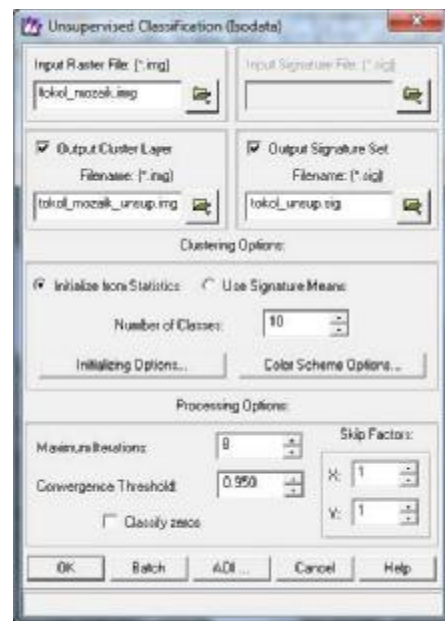 Unsupervised Classification (Isodata)
Input Raster File: (*.img)
Input Signature File: (*.sig)
tokol_mozaik.img
Output Cluster Layer
Output Signature Set
Filename: (*.img)
Filename: (*.sig)
tokol_mozaik_unsup.img
tokol_unsup.sig
Clustering Options:
Initialize from Statistics
Use Signature Means
Number of Classes:
10
Initializing Options...
Color Scheme Options...
Processing Options:
Maximum Iterations:
8
Skip Factors:
Convergence Threshold:
0.950
X:
1
Classify zeros
Y:
1
OK
Batch
AOI ...
Cancel
Help